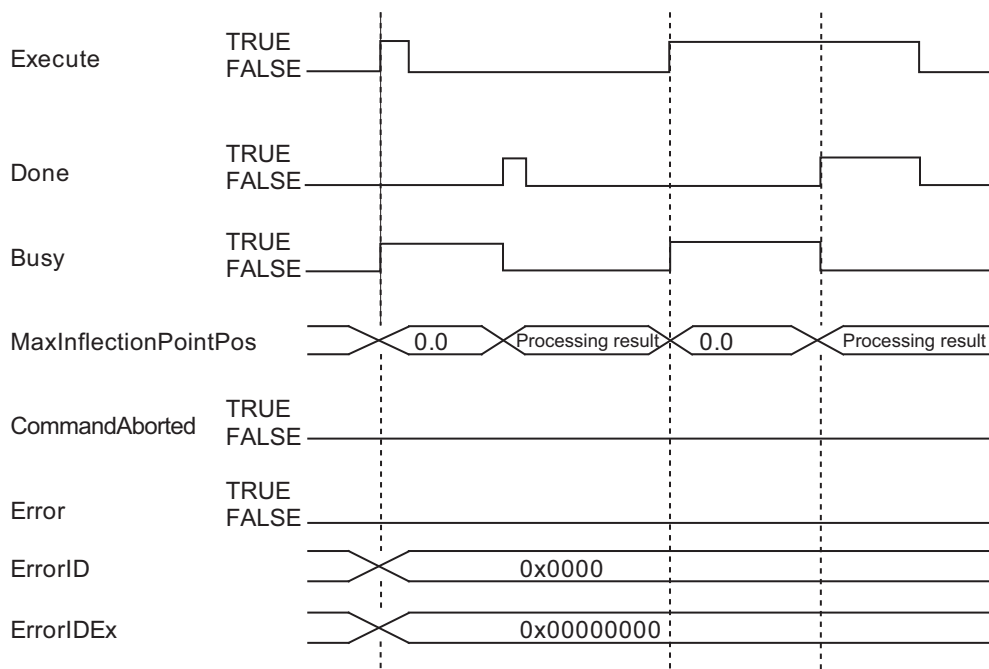 Execute TRUE
FALSE
Done TRUE
FALSE
Busy TRUE
FALSE
MaxInflectionPointPos 0.0 Processing result 0.0 Processing result
CommandAborted TRUE
FALSE
Error TRUE
FALSE
ErrorID 0x0000
ErrorIDEx 0x00000000